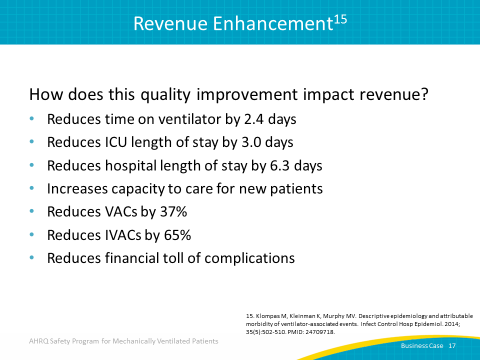 Revenue Enhancement15
How does this quality improvement impact revenue?
• Reduces time on ventilator by 2.4 days
• Reduces ICU length of stay by 3.0 days
• Reduces hospital length of stay by 6.3 days
• Increases capacity to care for new patients
• Reduces VACs by 37%
• Reduces IVACs by 65%
• Reduces financial toll of complications
15. Klompas M, Kleinman K, Murphy MV. Descriptive epidemiology and attributable
morbidity of ventilator-associated events. Infect Control Hosp Epidemiol. 2014;
35(5):502-510. PMID: 24709718.
AHRQ Safety Program for Mechanically Ventilated Patients
Business Case 17